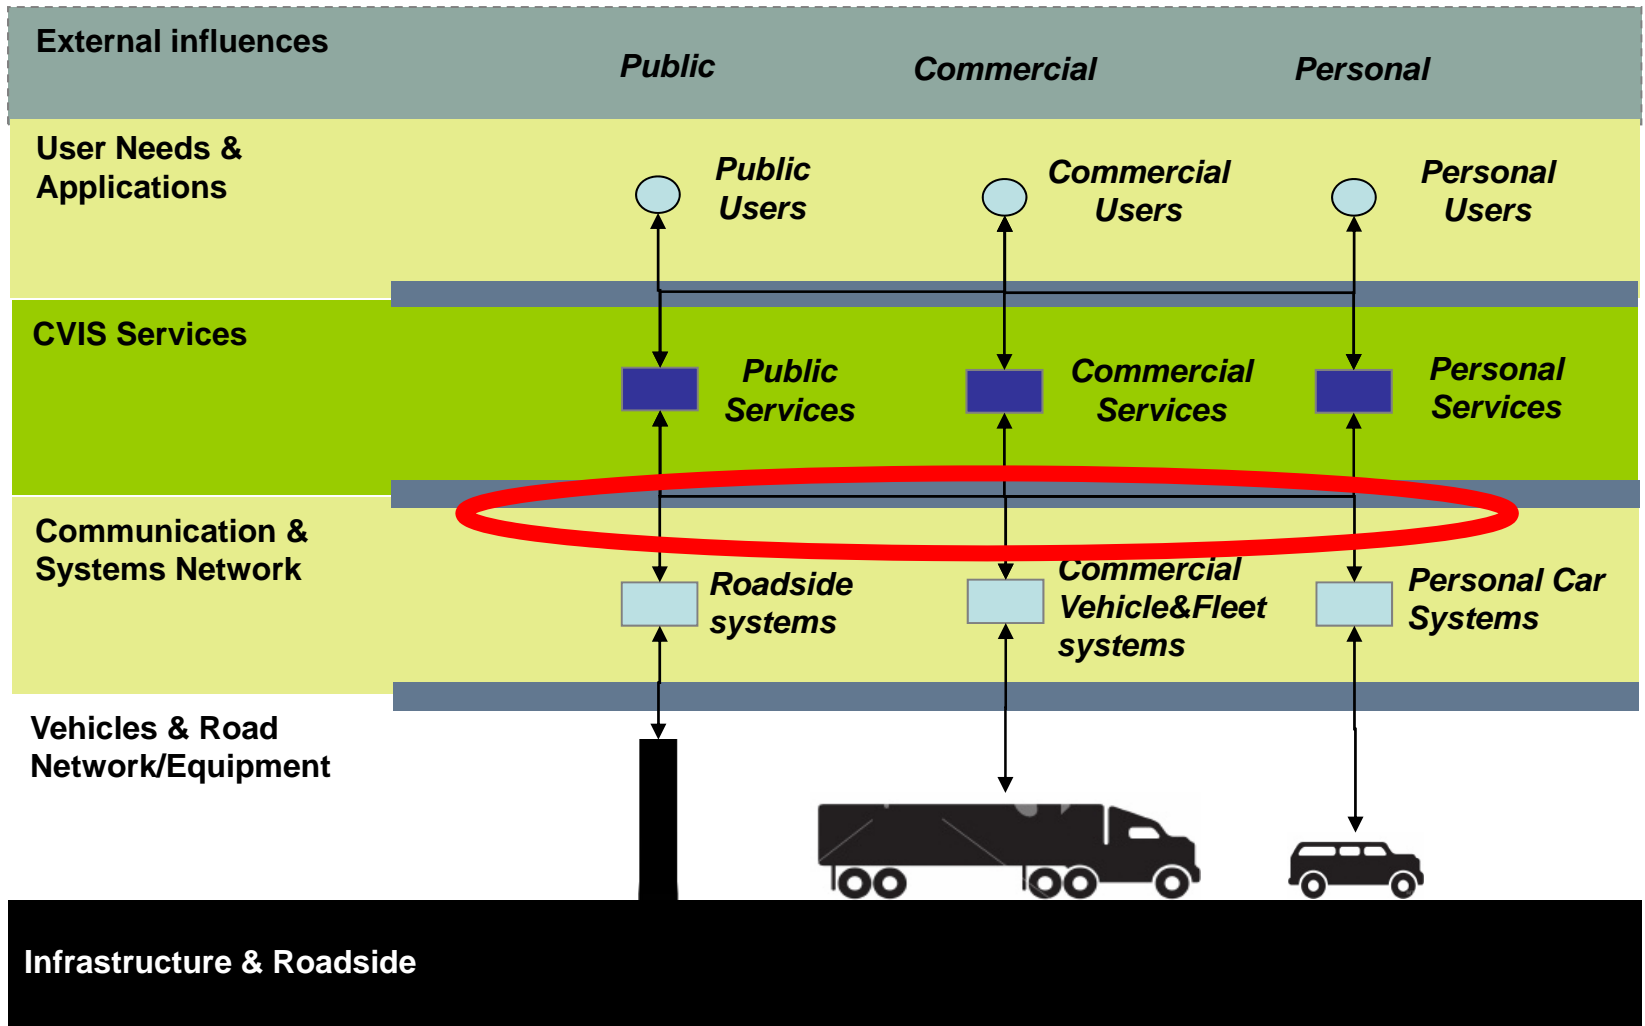 External influences
Public
Commercial
Personal
User Needs &
Applications
Public
Users
Commercial
Users
Personal
Users
CVIS Services
Public
Services
Commercial
Services
Personal
Services
Communication &
Systems Network
Roadside
systems
Commercial
Vehicle&Fleet
systems
Personal Car
Systems
Vehicles & Road
Network/Equipment
Infrastructure & Roadside